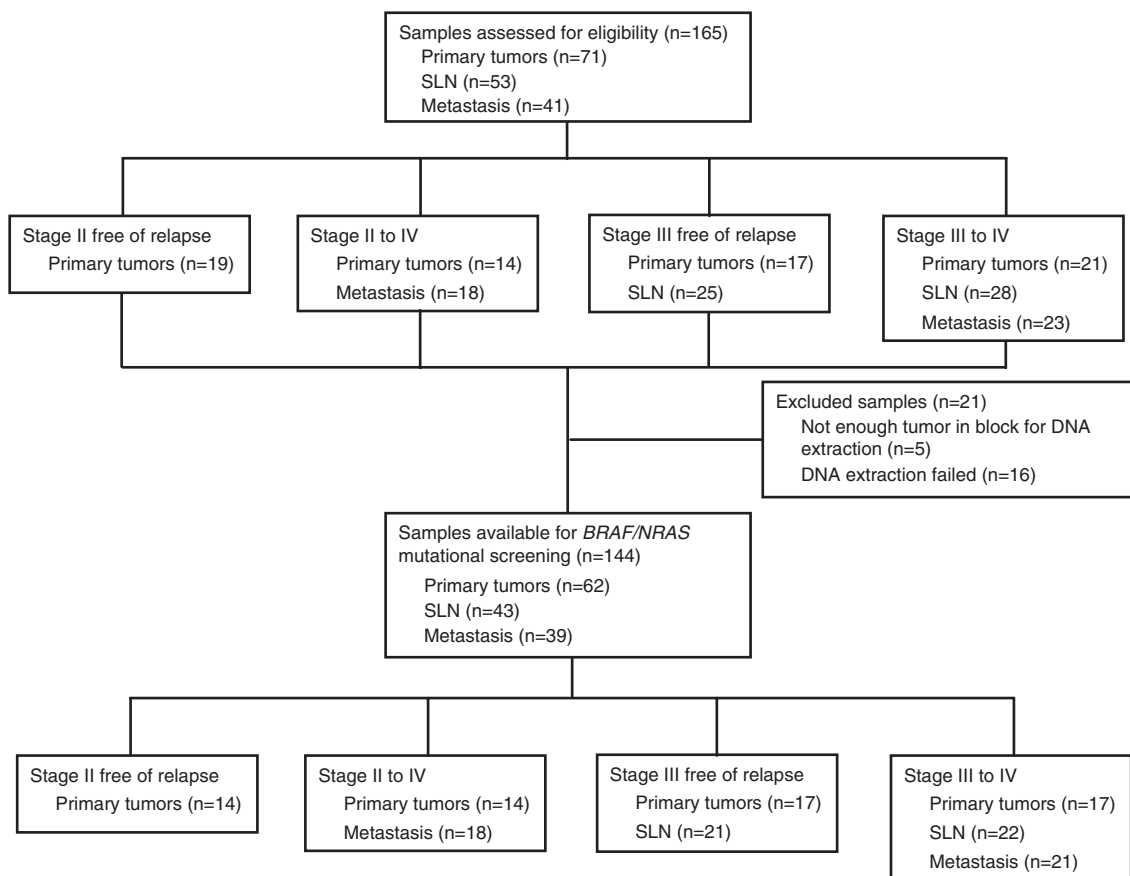 Samples assessed for eligibility (n=165)
Primary tumors (n=71)
SLN (n=53)
Metastasis (n=41)
Stage II free of relapse
Primary tumors (n=19)
Stage II to IV
Primary tumors (n=14)
Metastasis (n=18)
Stage III free of relapse
Primary tumors (n=17)
SLN (n=25)
Stage III to IV
Primary tumors (n=21)
SLN (n=28)
Metastasis (n=23)
Excluded samples (n=21)
Not enough tumor in block for DNA
extraction (n=5)
DNA extraction failed (n=16)
Samples available for BRAF/NRAS
mutational screening (n=144)
Primary tumors (n=62)
SLN (n=43)
Metastasis (n=39)
Stage II free of relapse
Primary tumors (n=14)
Stage II to IV
Primary tumors (n=14)
Metastasis (n=18)
Stage III free of relapse
Primary tumors (n=17)
SLN (n=21)
Stage III to IV
Primary tumors (n=17)
SLN (n=22)
Metastasis (n=21)